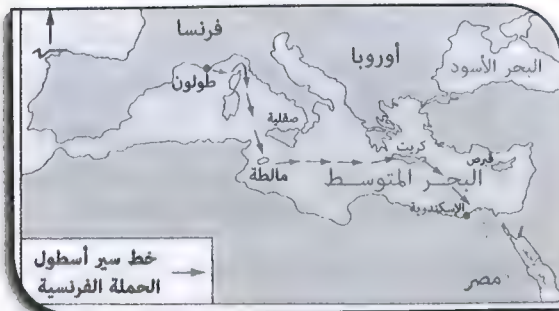 فرنسا
أوروبا
البحر الأسود
طولون
صقلية
كريت
قبرص
مالطة
البحر المتوسط
الإسكندرية
مصر
خط سير أسطول
الحملة الفرنسية